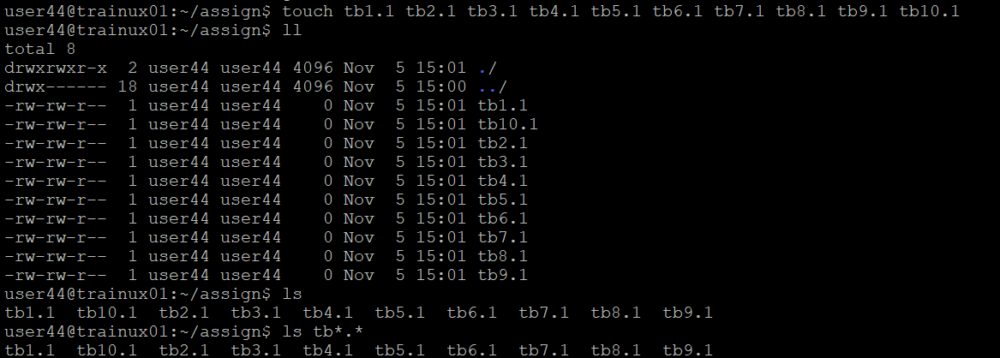 user44@trainux01:~/assign$ touch tb1.1 tb2.1 tb3.1 tb4.1 tb5.1 tb6.1 tb7.1 tb8.1 tb9.1 tb10.1
user44@trainux01:~/assign$ ll
total 8
drwxrwxr-x  2 user44 user44 4096 Nov  5 15:01 ./
drwx------ 18 user44 user44 4096 Nov  5 15:00 ../
-rw-rw-r--  1 user44 user44    0 Nov  5 15:01 tb1.1
-rw-rw-r--  1 user44 user44    0 Nov  5 15:01 tb10.1
-rw-rw-r--  1 user44 user44    0 Nov  5 15:01 tb2.1
-rw-rw-r--  1 user44 user44    0 Nov  5 15:01 tb3.1
-rw-rw-r--  1 user44 user44    0 Nov  5 15:01 tb4.1
-rw-rw-r--  1 user44 user44    0 Nov  5 15:01 tb5.1
-rw-rw-r--  1 user44 user44    0 Nov  5 15:01 tb6.1
-rw-rw-r--  1 user44 user44    0 Nov  5 15:01 tb7.1
-rw-rw-r--  1 user44 user44    0 Nov  5 15:01 tb8.1
-rw-rw-r--  1 user44 user44    0 Nov  5 15:01 tb9.1
user44@trainux01:~/assign$ ls
tb1.1  tb10.1  tb2.1  tb3.1  tb4.1  tb5.1  tb6.1  tb7.1  tb8.1  tb9.1
user44@trainux01:~/assign$ ls tb*.*
tb1.1  tb10.1  tb2.1  tb3.1  tb4.1  tb5.1  tb6.1  tb7.1  tb8.1  tb9.1